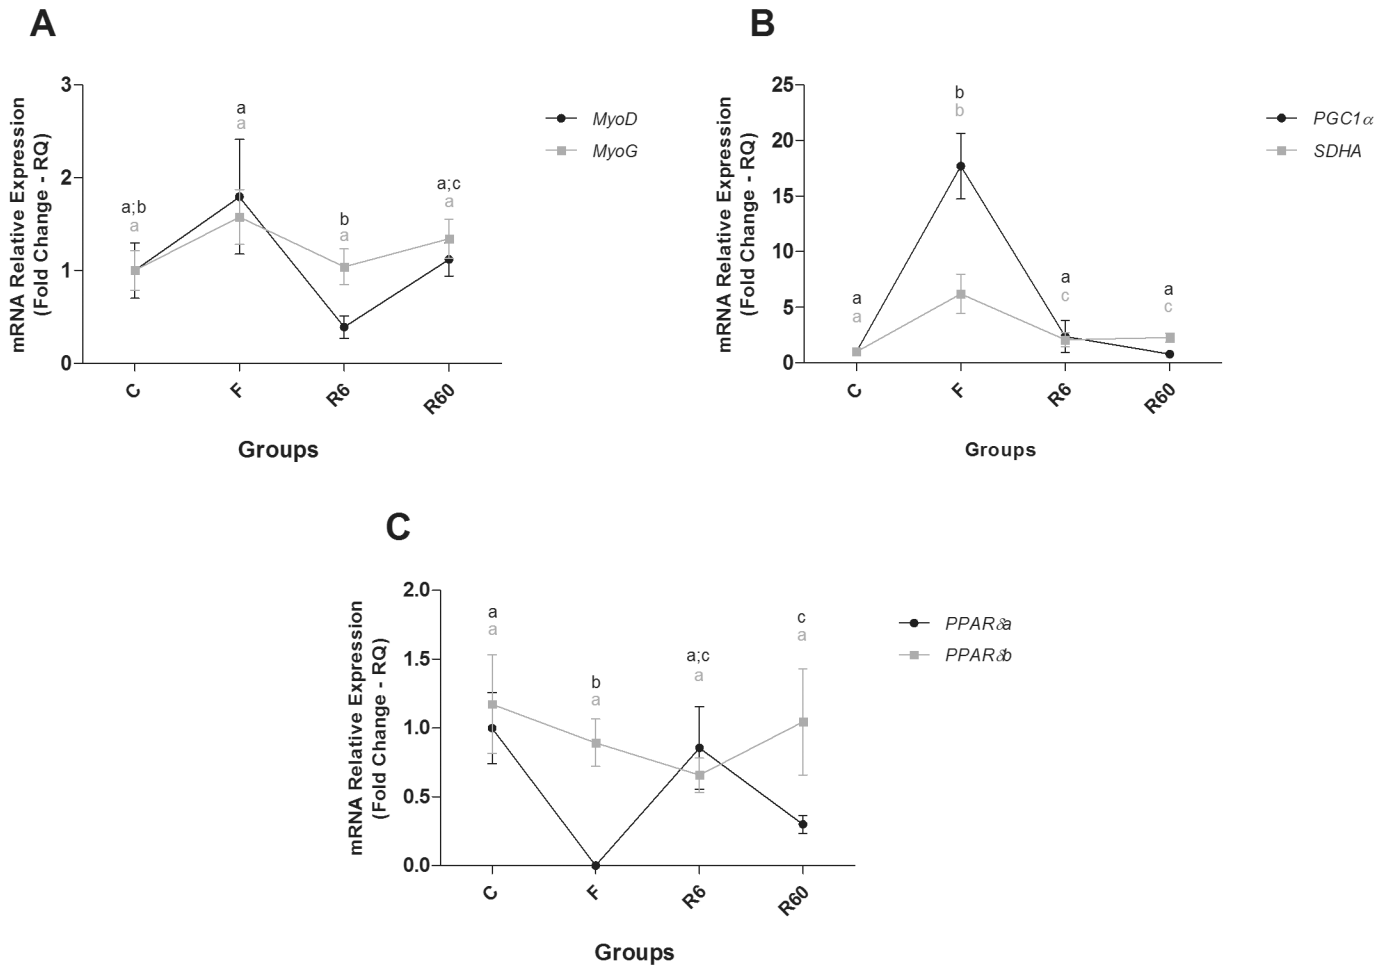 A
mRNA Relative Expression
(Fold Change - RQ)
3
2
1
0
a;b
a
a
a
b
a
a;c
a
C
F
R6
R60
Groups
MyoD
MyoG
B
mRNA Relative Expression
(Fold Change - RQ)
25
20
15
10
5
0
a
a
b
b
a
c
a
c
C
F
R6
R60
Groups
PGC1α
SDHA
C
mRNA Relative Expression
(Fold Change - RQ)
2.0
1.5
1.0
0.5
0.0
a
a
b
a
a;c
a
c
a
C
F
R6
R60
Groups
PPARδa
PPARδb